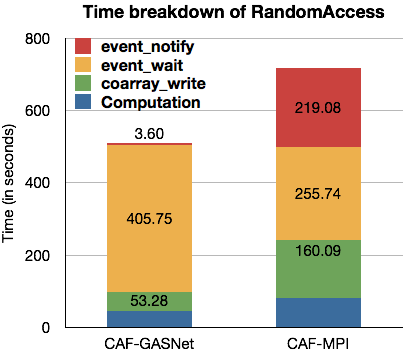 Time breakdown of RandomAccess
Time (in seconds)
800
600
400
200
0
event_notify
event_wait
coarray_write
Computation
3.60
405.75
53.28
219.08
255.74
160.09
CAF-GASNet
CAF-MPI